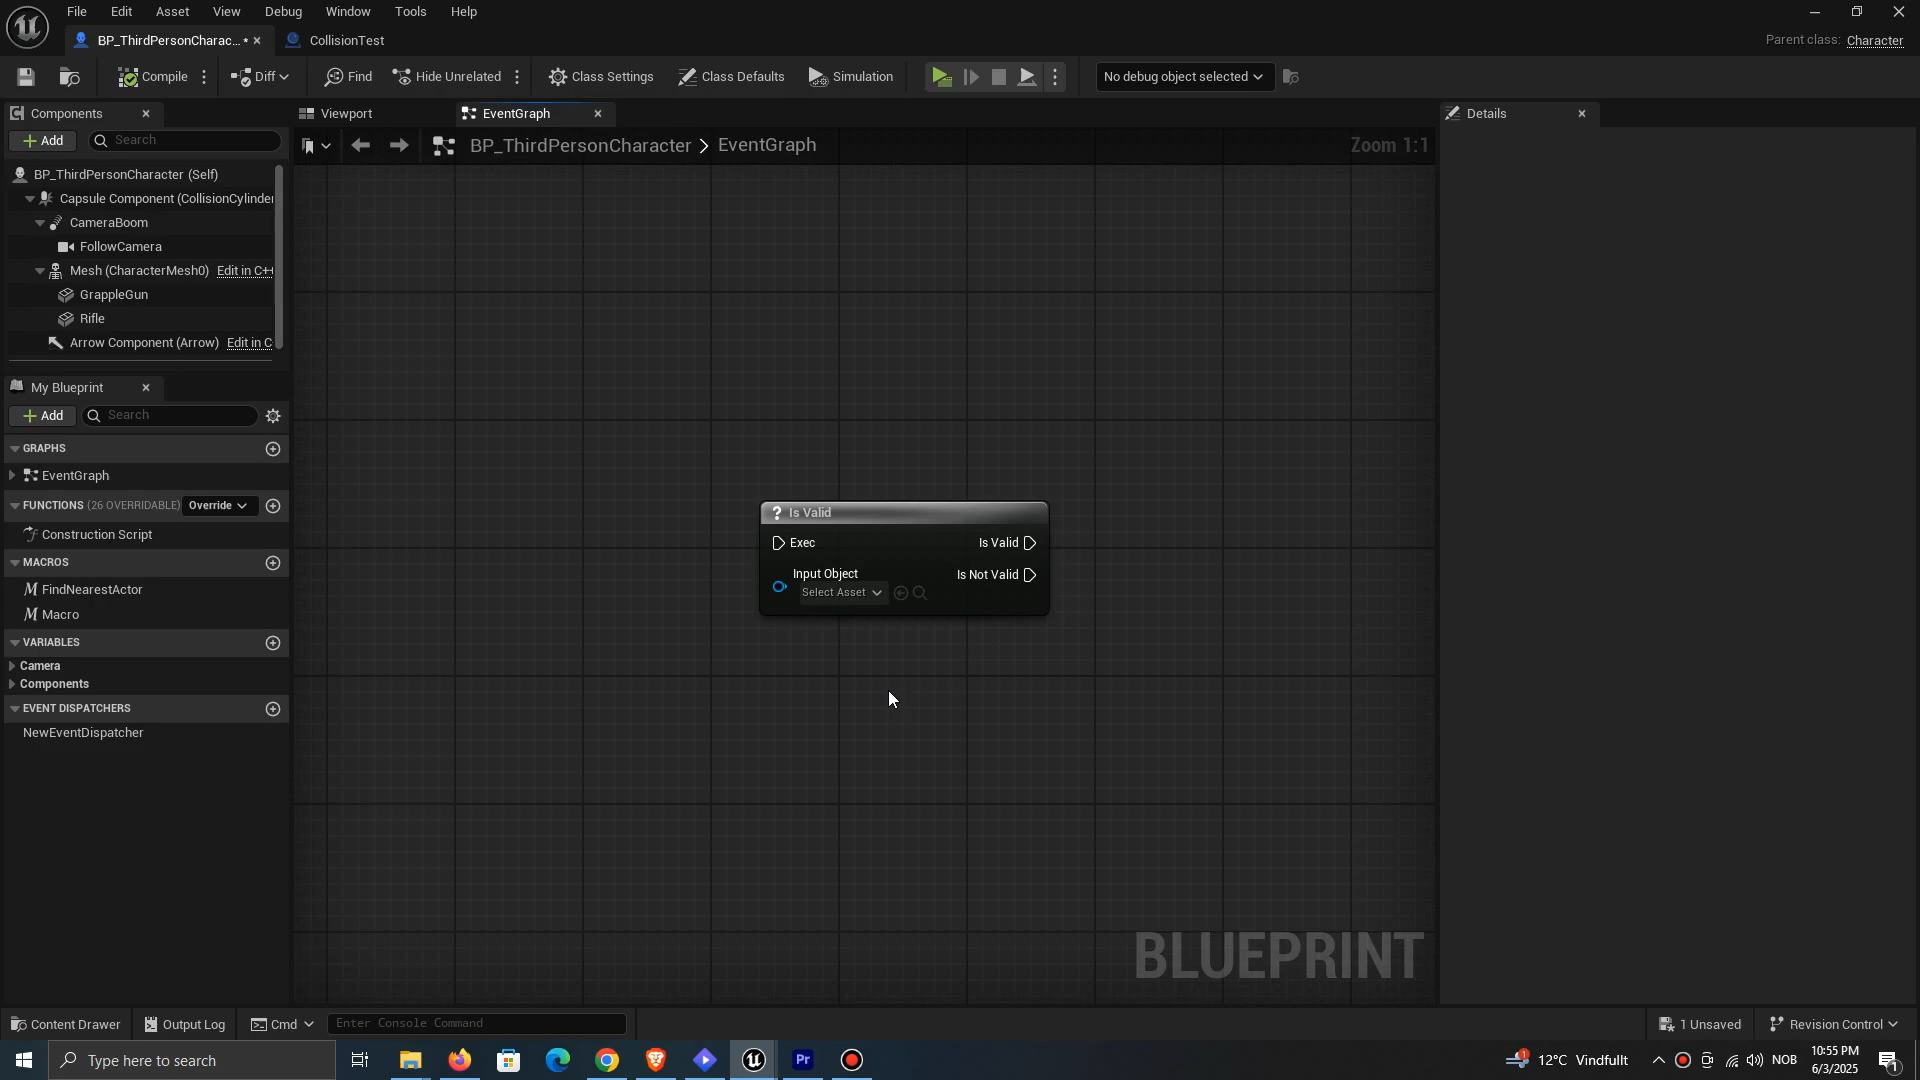 File Edit Asset View Debug Window Tools Help
BP_ThirdPersonCharac... • CollisionTest
Parent class: Character
Compile Diff Find Hide Unrelated Class Settings Class Defaults Simulation No debug object selected
Components
Add Search
BP_ThirdPersonCharacter (Self)
Capsule Component (CollisionCylinder
CameraBoom
FollowCamera
Mesh (CharacterMesh0) Edit in C++
GrappleGun
Rifle
Arrow Component (Arrow) Edit in C
My Blueprint
Add Search
GRAPHS
EventGraph
FUNCTIONS (26 OVERRIDABLE) Override
Construction Script
MACROS
FindNearestActor
Macro
VARIABLES
Camera
Components
EVENT DISPATCHERS
NewEventDispatcher
Viewport EventGraph
BP_ThirdPersonCharacter > EventGraph Zoom 1:1
? Is Valid
Exec Is Valid
Input Object Is Not Valid
Select Asset
BLUEPRINT
Details
Content Drawer Output Log Cmd Enter Console Command 1 Unsaved Revision Control
Type here to search Pr 1 12°C Vindfullt NOB 10:55 PM 1
6/3/2025